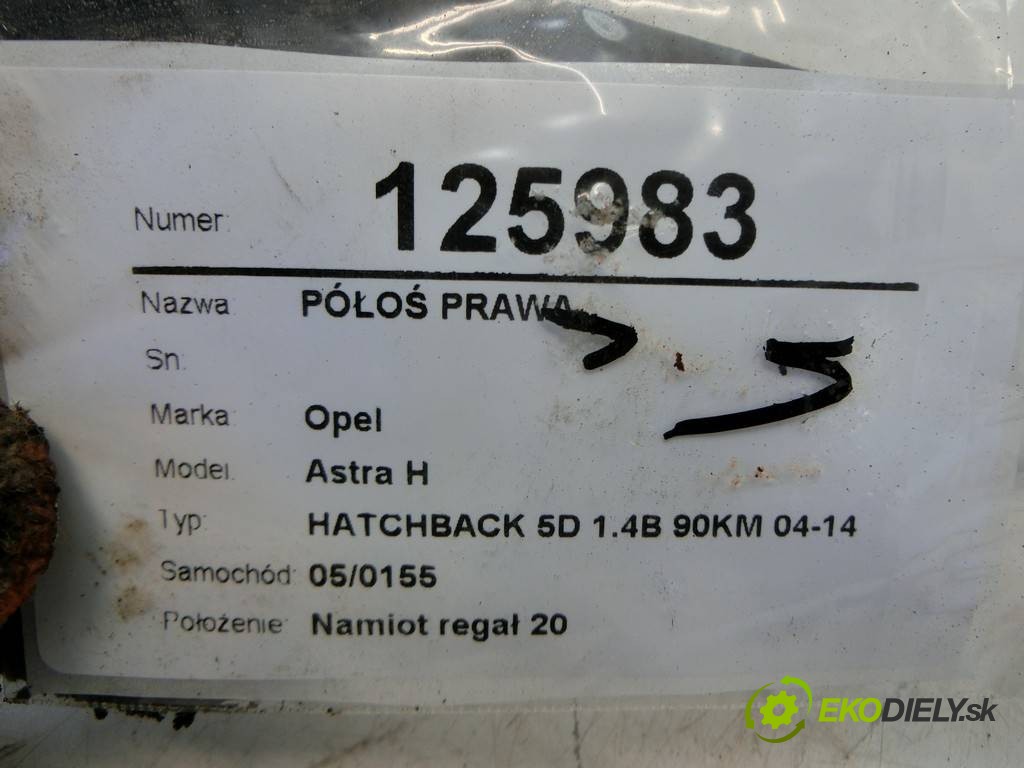 Numer: 125983
Nazwa: PÓŁOŚ PRAWA
Sn:
Marka: Opel
Model: Astra H
Typ: HATCHBACK 5D 1.4B 90KM 04-14
Samochód: 05/0155
Położenie: Namiot regał 20
EKODIELY.sk